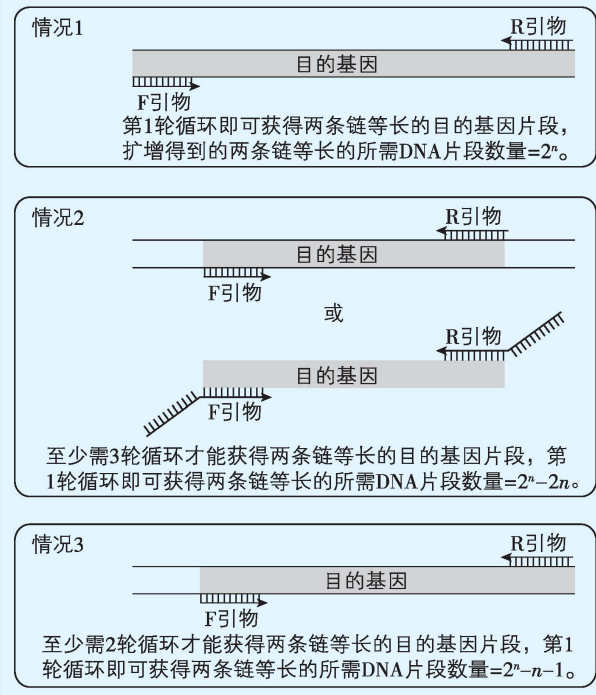 情况1
R引物
目的基因
F引物
第1轮循环即可获得两条链等长的目的基因片段，
扩增得到的两条链等长的所需DNA片段数量=2ⁿ。
情况2
R引物
目的基因
F引物
或
R引物
目的基因
F引物
至少需3轮循环才能获得两条链等长的目的基因片段，第
1轮循环即可获得两条链等长的所需DNA片段数量=2ⁿ−2n。
情况3
R引物
目的基因
F引物
至少需2轮循环才能获得两条链等长的目的基因片段，第1
轮循环即可获得两条链等长的所需DNA片段数量=2ⁿ−n−1。